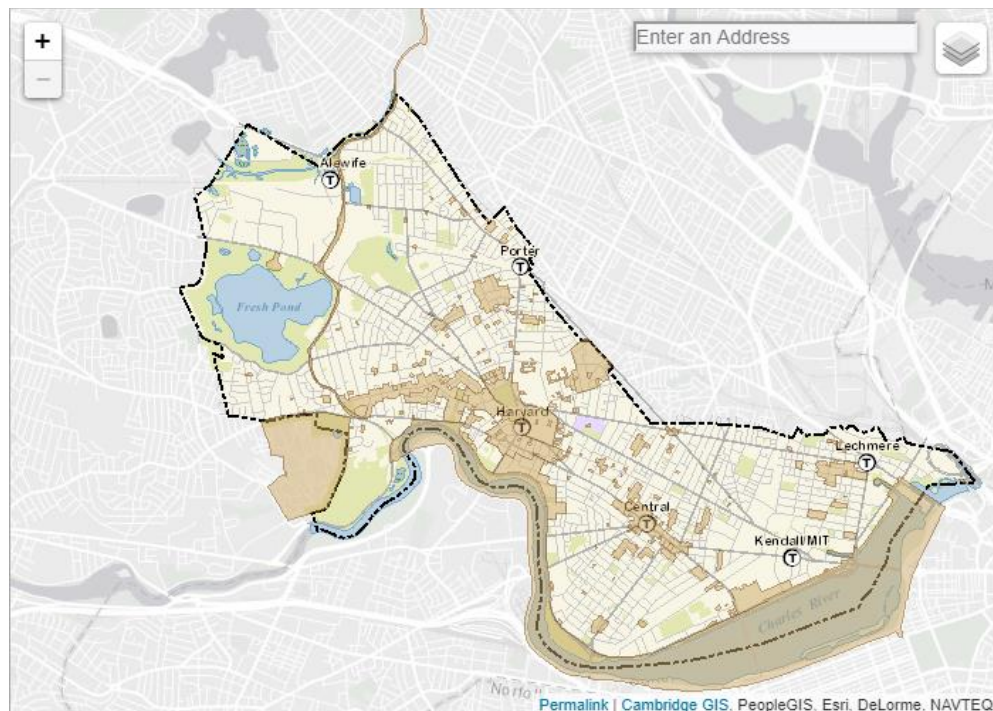 +
Enter an Address
−
Alewife
T
Porter
T
Fresh Pond
Harvard
T
Lechmere
T
Central
T
Kendall/MIT
T
Charles River
Permalink | Cambridge GIS, PeopleGIS, Esri, DeLorme, NAVTEQ